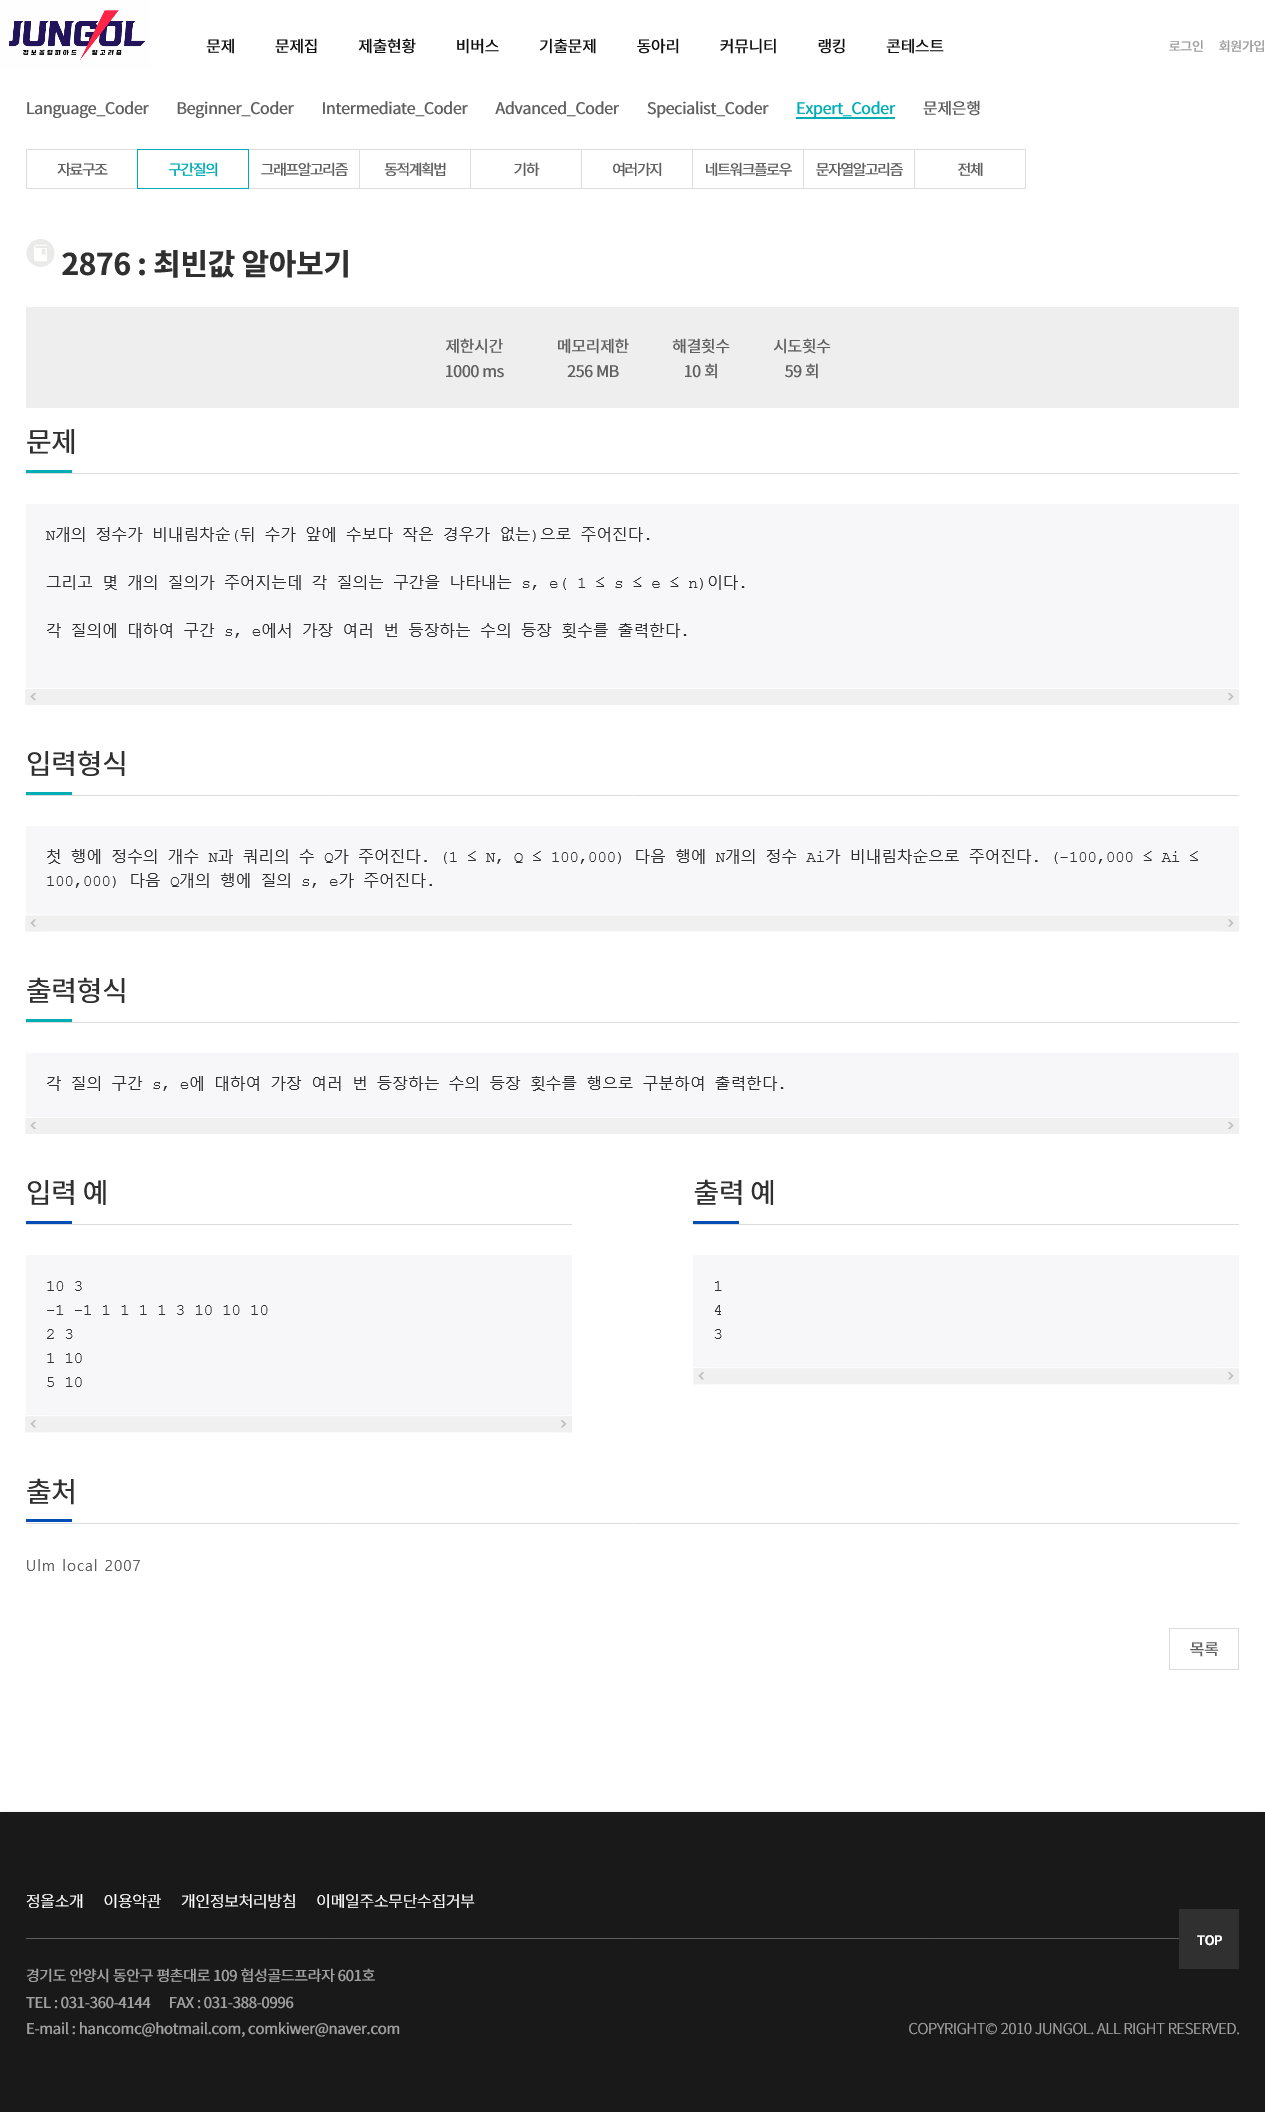 JUNGOL
정보올림피아드 알고리즘
문제 문제집 제출현황 비버스 기출문제 동아리 커뮤니티 랭킹 콘테스트 로그인 회원가입
Language_Coder Beginner_Coder Intermediate_Coder Advanced_Coder Specialist_Coder Expert_Coder 문제은행
자료구조 구간질의 그래프알고리즘 동적계획법 기하 여러가지 네트워크플로우 문자열알고리즘 전체
2876 : 최빈값 알아보기
제한시간 메모리제한 해결횟수 시도횟수
1000 ms 256 MB 10 회 59 회
문제
N개의 정수가 비내림차순(뒤 수가 앞에 수보다 작은 경우가 없는)으로 주어진다.
그리고 몇 개의 질의가 주어지는데 각 질의는 구간을 나타내는 s, e( 1 ≤ s ≤ e ≤ n)이다.
각 질의에 대하여 구간 s, e에서 가장 여러 번 등장하는 수의 등장 횟수를 출력한다.
입력형식
첫 행에 정수의 개수 N과 쿼리의 수 Q가 주어진다. (1 ≤ N, Q ≤ 100,000) 다음 행에 N개의 정수 Ai가 비내림차순으로 주어진다. (-100,000 ≤ Ai ≤
100,000) 다음 Q개의 행에 질의 s, e가 주어진다.
출력형식
각 질의 구간 s, e에 대하여 가장 여러 번 등장하는 수의 등장 횟수를 행으로 구분하여 출력한다.
입력 예
10 3
-1 -1 1 1 1 1 3 10 10 10
2 3
1 10
5 10
출력 예
1
4
3
출처
Ulm local 2007
목록
정올소개 이용약관 개인정보처리방침 이메일주소무단수집거부
TOP
경기도 안양시 동안구 평촌대로 109 협성골드프라자 601호
TEL : 031-360-4144 FAX : 031-388-0996
E-mail : hancomc@hotmail.com, comkiwer@naver.com
COPYRIGHT© 2010 JUNGOL. ALL RIGHT RESERVED.